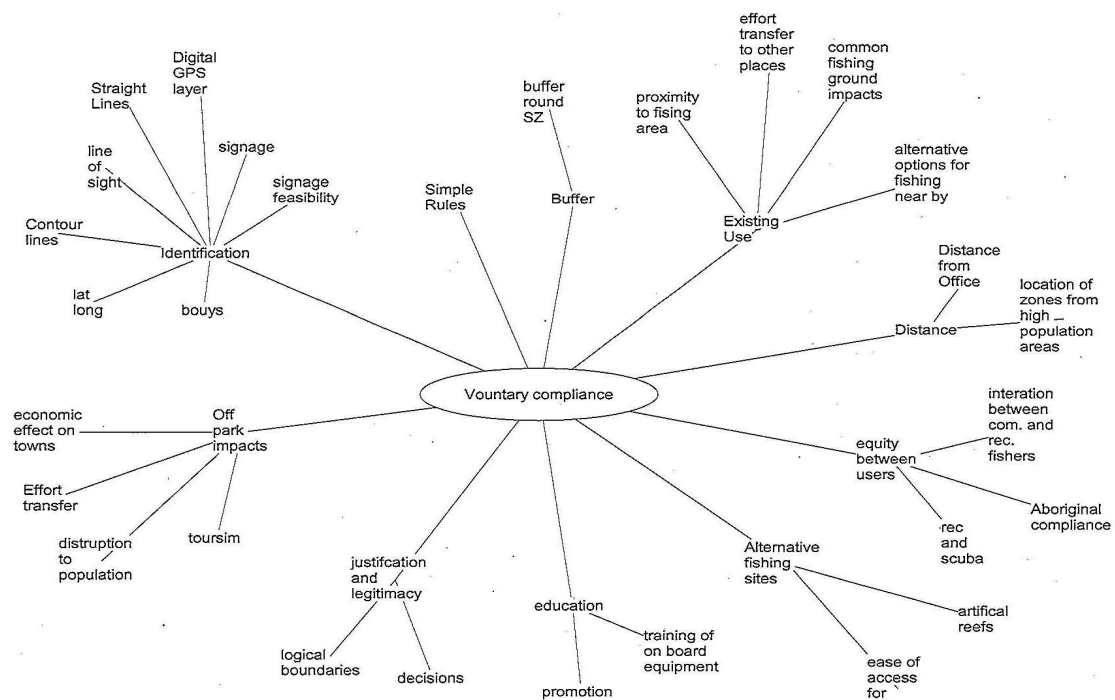 effort
transfer
to other
places
common
fishing
ground
impacts
Digital
GPS
layer
Straight
Lines
buffer
round
SZ
proximity
to fising
area
line
of
sight
signage
signage
feasibility
Simple
Rules
Buffer
alternative
options for
fishing
near by
Contour
lines
Identification
Existing
Use
lat
long
bouys
Distance
from
Office
location of
zones from
high
population
areas
Distance
Vountary compliance
economic
effect on
towns
Off
park
impacts
Effort
transfer
distruption
to
population
toursim
interation
between
com. and
rec.
fishers
equity
between
users
Aboriginal
compliance
rec
and
scuba
justifcation
and
legitimacy
logical
boundaries
decisions
education
training of
on board
equipment
promotion
Alternative
fishing
sites
artifical
reefs
ease of
access
for